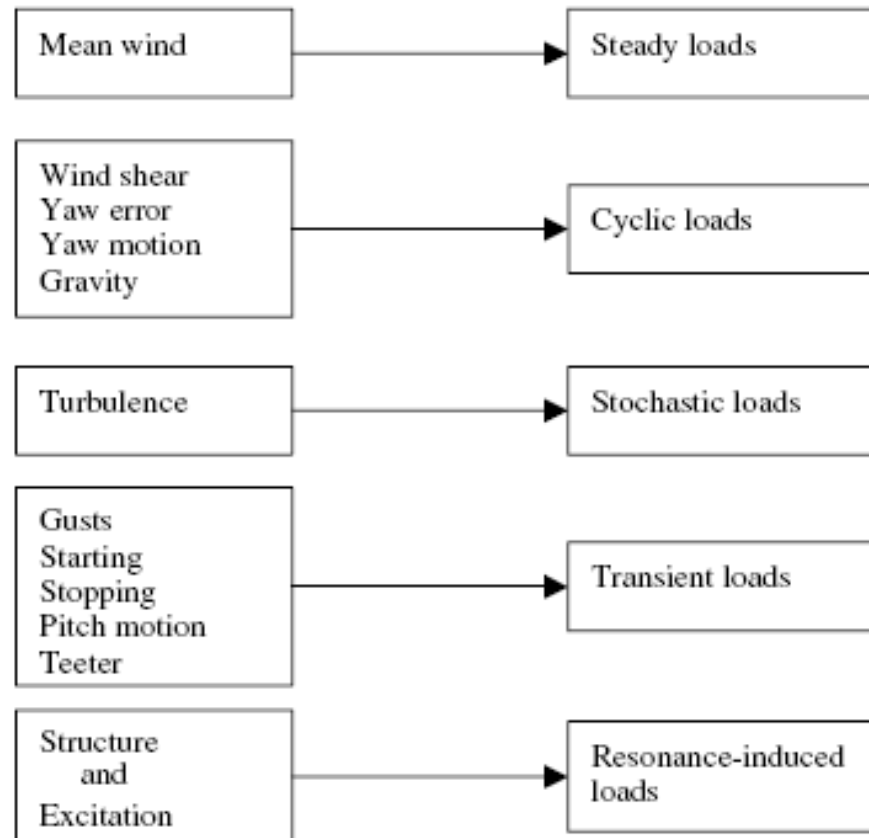 Mean wind
Steady loads
Wind shear
Yaw error
Yaw motion
Gravity
Cyclic loads
Turbulence
Stochastic loads
Gusts
Starting
Stopping
Pitch motion
Teeter
Transient loads
Structure
and
Excitation
Resonance-induced
loads